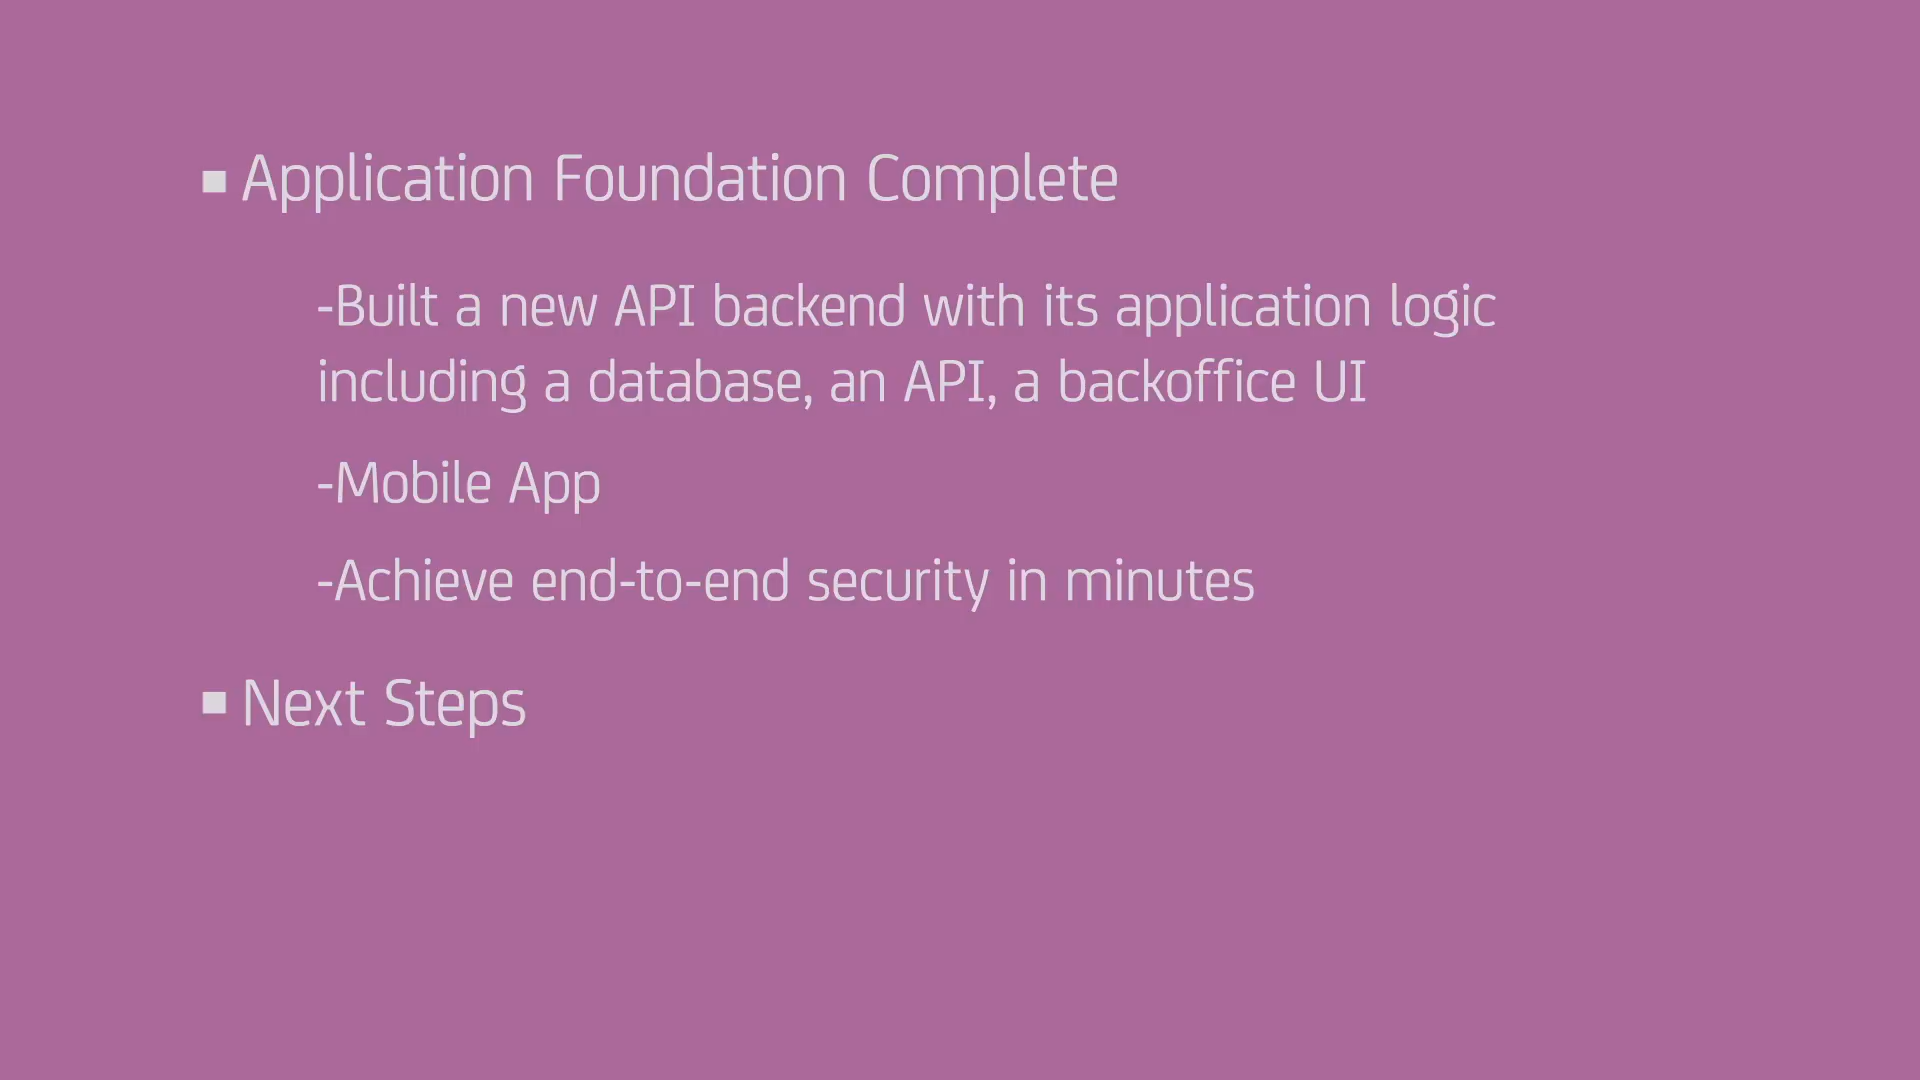 ▪ Application Foundation Complete
-Built a new API backend with its application logic
including a database, an API, a backoffice UI
-Mobile App
-Achieve end-to-end security in minutes
▪ Next Steps